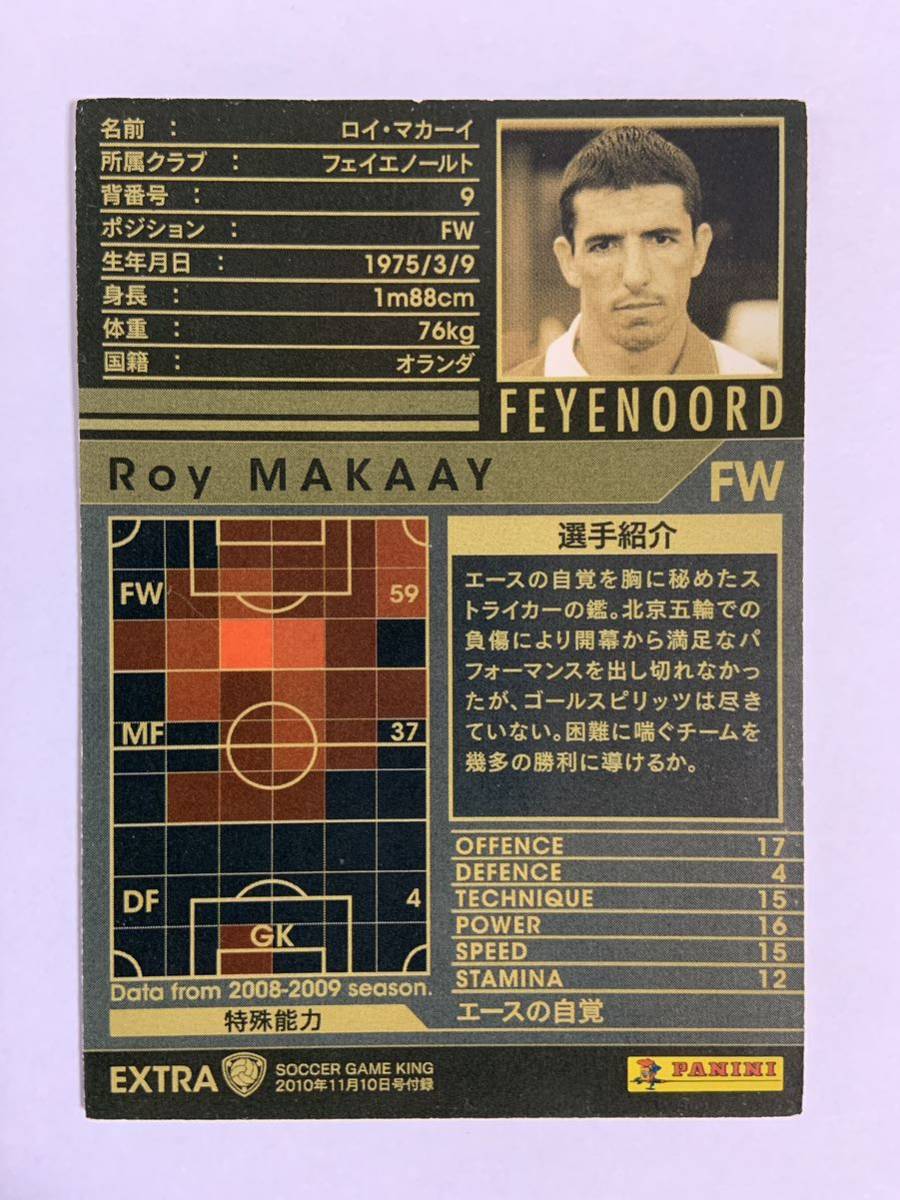 名前 : ロイ・マカーイ
所属クラブ : フェイエノールト
背番号 : 9
ポジション : FW
生年月日 : 1975/3/9
身長 : 1m88cm
体重 : 76kg
国籍 : オランダ
FEYENOORD
Roy MAKAAY
FW
FW 59
MF 37
DF 4
GK
Data from 2008-2009 season.
特殊能力
選手紹介
エースの自覚を胸に秘めたス
トライカーの鑑。北京五輪での
負傷により開幕から満足なパ
フォーマンスを出し切れなかっ
たが、ゴールスピリッツは尽き
ていない。困難に喘ぐチームを
幾多の勝利に導けるか。
OFFENCE 17
DEFENCE 4
TECHNIQUE 15
POWER 16
SPEED 15
STAMINA 12
エースの自覚
EXTRA
SOCCER GAME KING
2010年11月10日号付録
PANINI